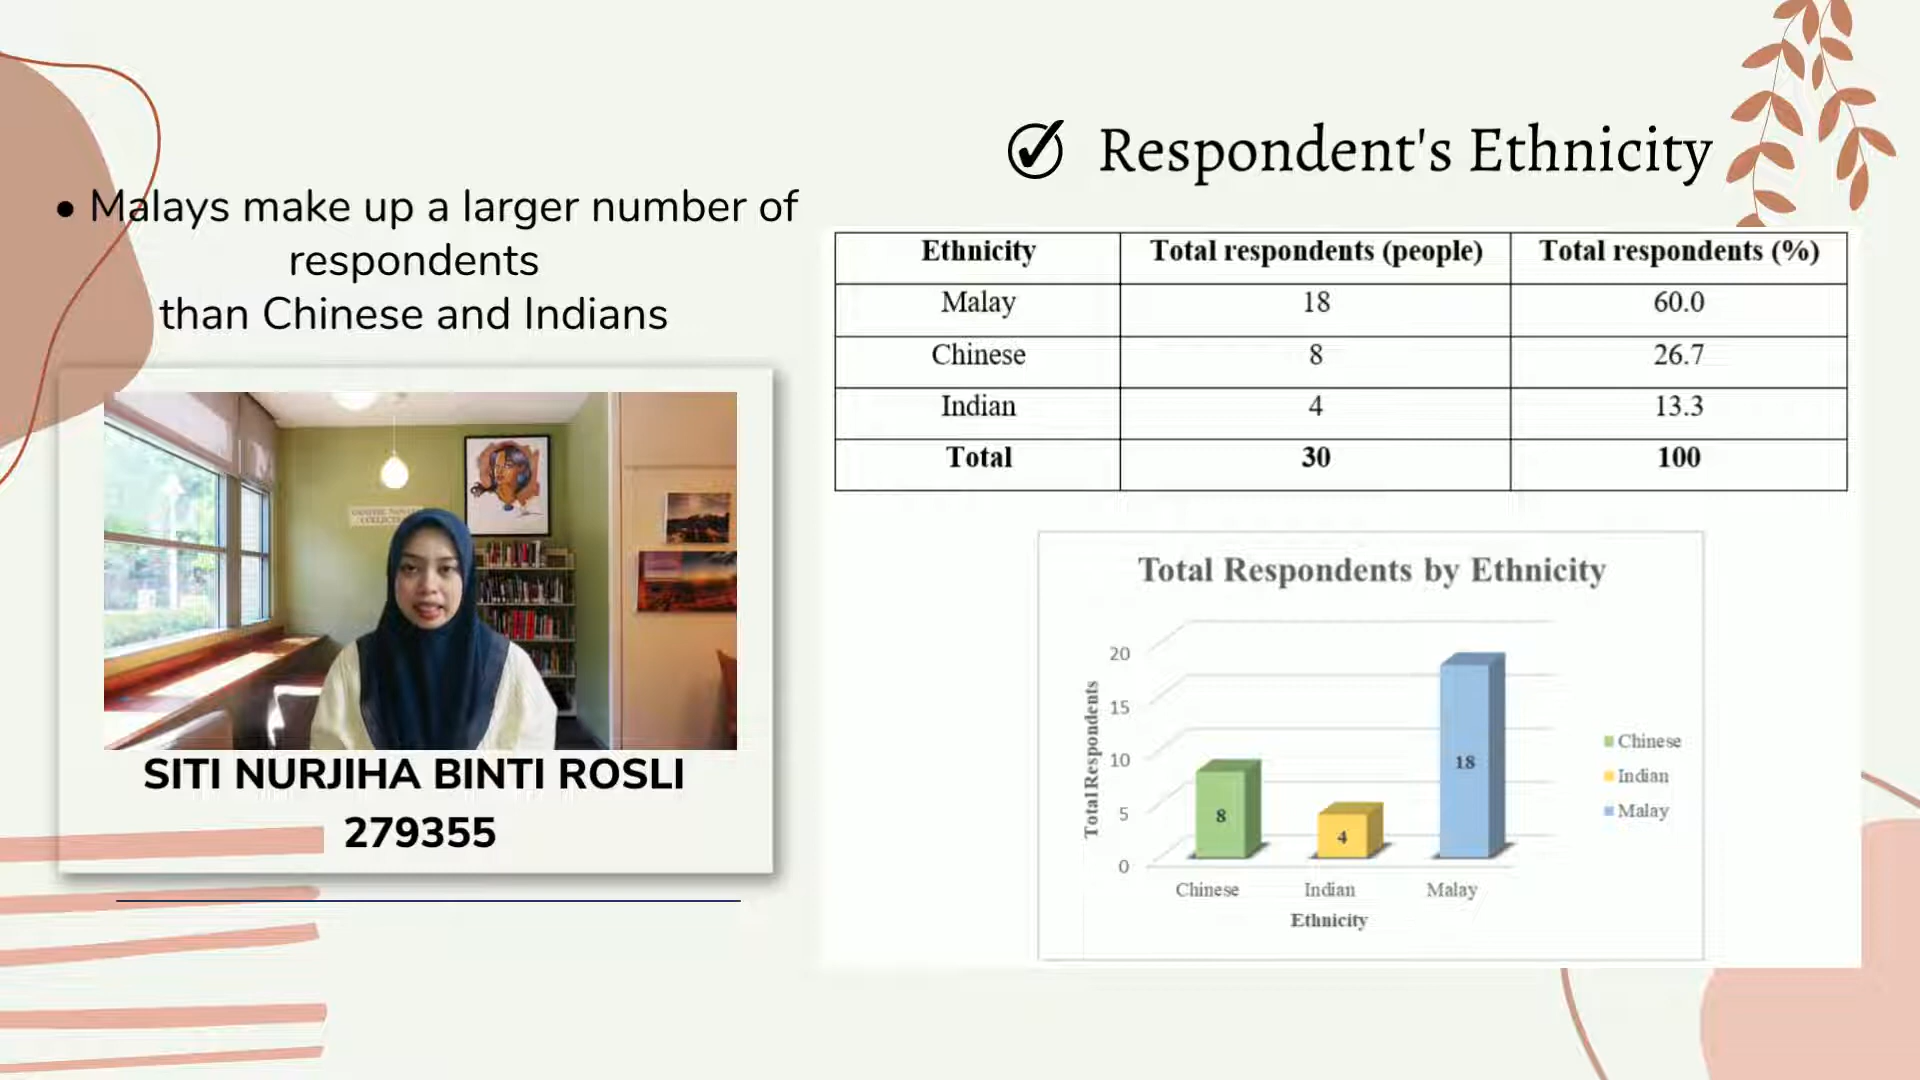 Respondent's Ethnicity
• Malays make up a larger number of
respondents
than Chinese and Indians
SITI NURJIHA BINTI ROSLI
279355
Ethnicity Total respondents (people) Total respondents (%)
Malay 18 60.0
Chinese 8 26.7
Indian 4 13.3
Total 30 100
Total Respondents by Ethnicity
Total Respondents
20
15
10
5
0
8
4
18
Chinese Indian Malay
Ethnicity
Chinese
Indian
Malay